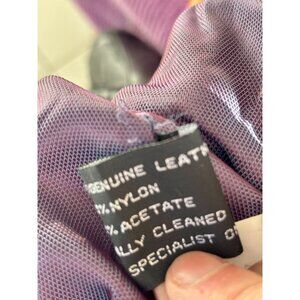 GENUINE LEAT
% NYLON
% ACETATE
ALLY CLEANED
SPECIALIST O